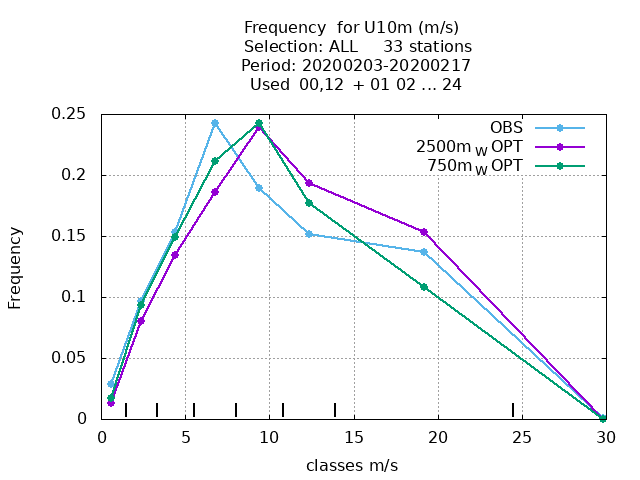 Frequency  for U10m (m/s)
Selection: ALL     33 stations
Period: 20200203-20200217
Used  00,12  + 01 02 ... 24
0.25
OBS
2500m W OPT
750m W OPT
0.2
0.15
0.1
0.05
0
Frequency
0 5 10 15 20 25 30
classes m/s